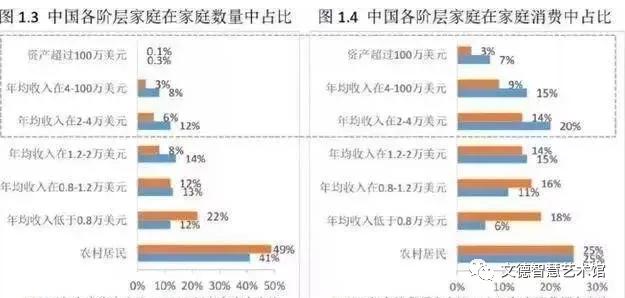 图 1.3 中国各阶层家庭在家庭数量中占比
资产超过100万美元
0.1%
0.3%
年均收入在4-100万美元
3%
8%
年均收入在2-4万美元
6%
12%
年均收入在1.2-2万美元
8%
14%
年均收入在0.8-1.2万美元
12%
13%
年均收入低于0.8万美元
22%
12%
农村居民
49%
41%
0% 10% 20% 30% 40% 50%
图 1.4 中国各阶层家庭在家庭消费中占比
资产超过100万美元
3%
7%
年均收入在4-100万美元
9%
15%
年均收入在2-4万美元
14%
20%
年均收入在1.2-2万美元
14%
15%
年均收入在0.8-1.2万美元
16%
11%
年均收入低于0.8万美元
18%
6%
农村居民
25%
25%
0% 10% 20% 30%
文德智慧艺术馆